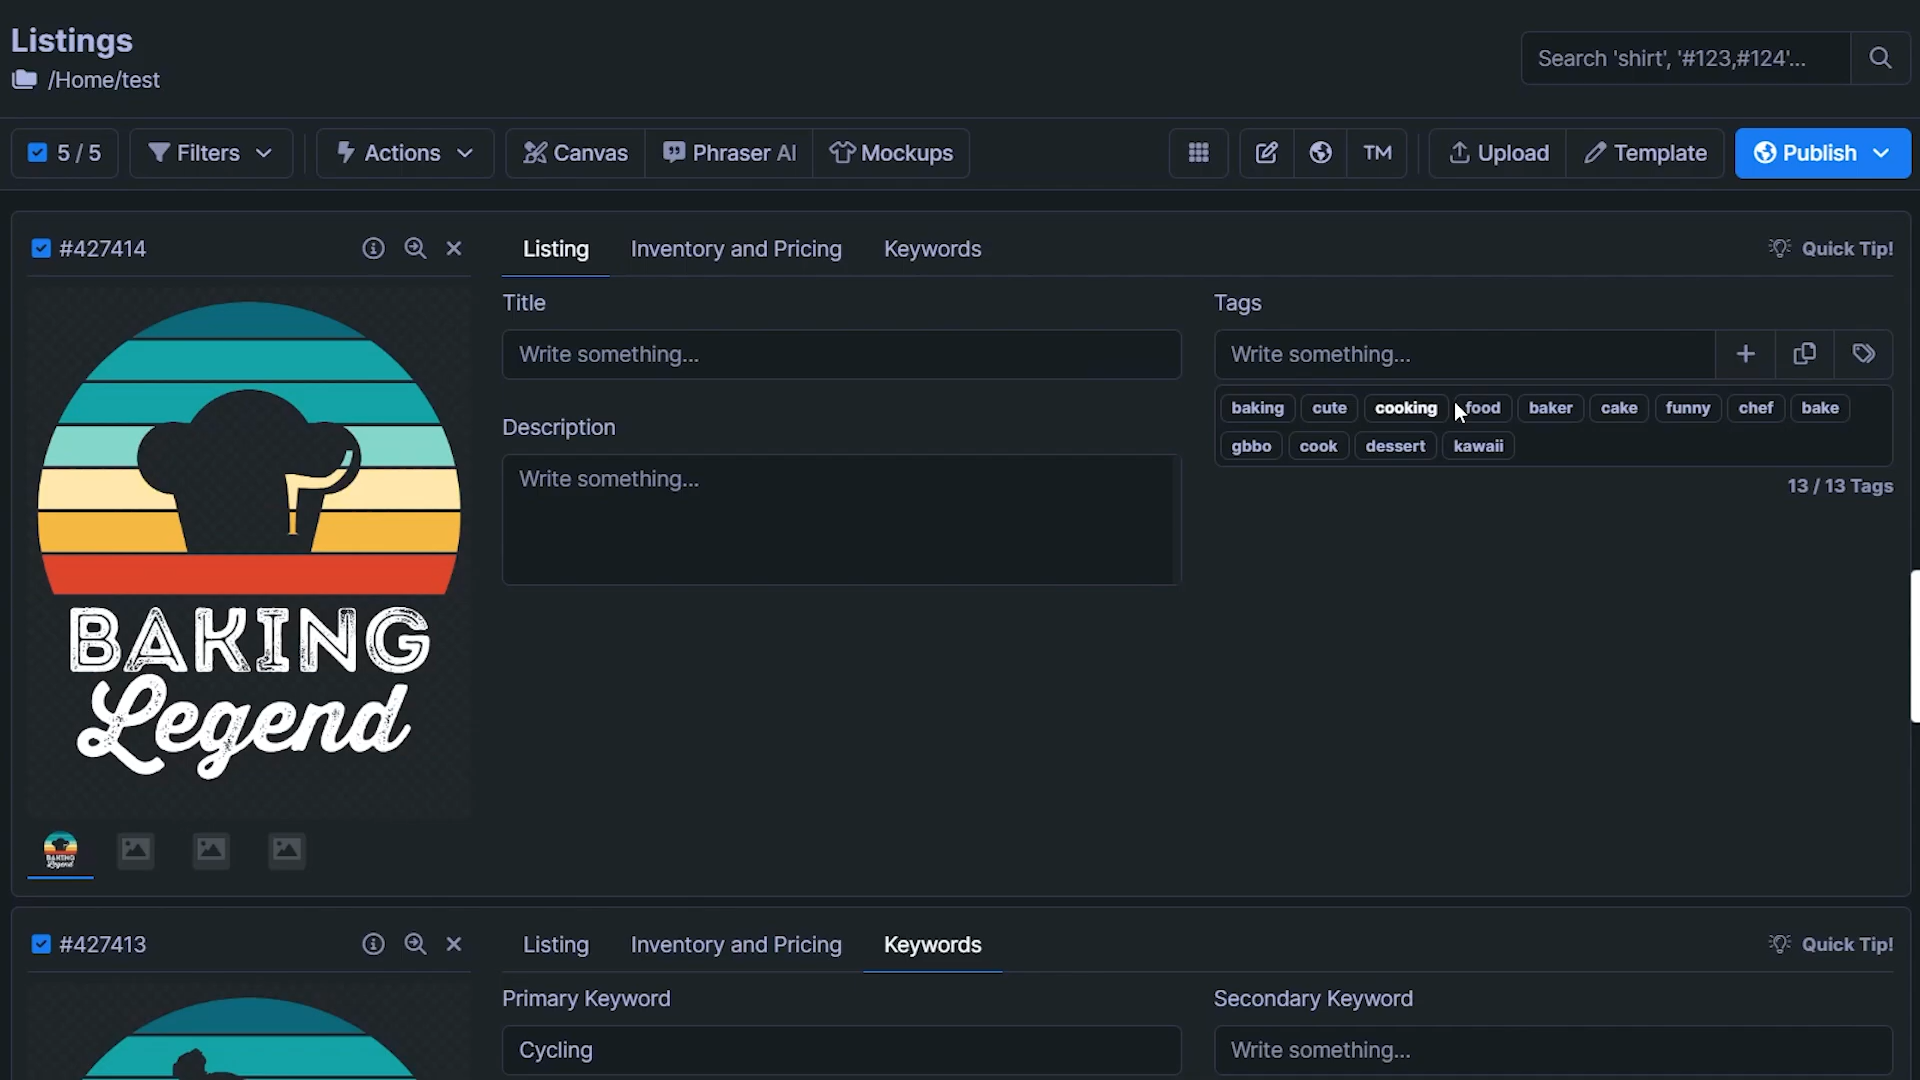 Listings
/Home/test
Search 'shirt', '#123,#124'...
5 / 5
Filters
Actions
Canvas
Phraser AI
Mockups
TM
Upload
Template
Publish
#427414
Listing
Inventory and Pricing
Keywords
Quick Tip!
Title
Write something...
Description
Write something...
Tags
Write something...
baking cute cooking food baker cake funny chef bake
gbbo cook dessert kawaii
13 / 13 Tags
BAKING
Legend
BAKING
Legend
#427413
Listing
Inventory and Pricing
Keywords
Quick Tip!
Primary Keyword
Cycling
Secondary Keyword
Write something...